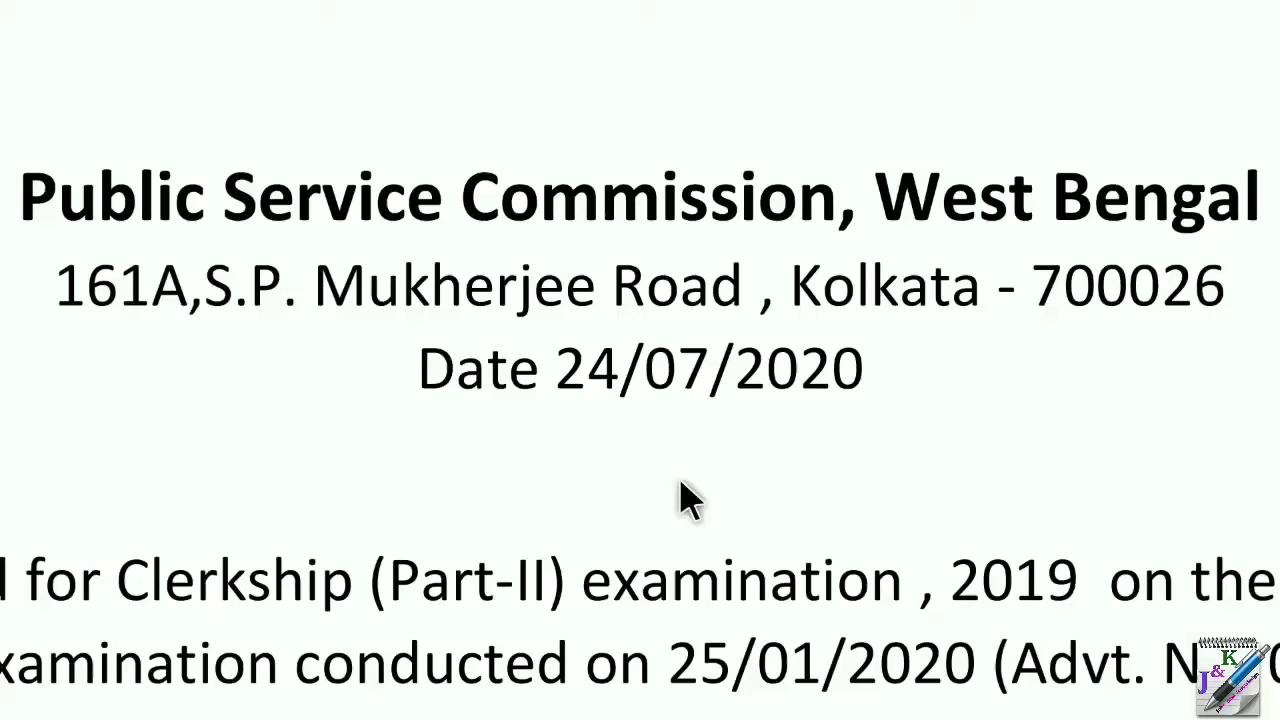 Public Service Commission, West Bengal
161A,S.P. Mukherjee Road , Kolkata - 700026
Date 24/07/2020
for Clerkship (Part-II) examination , 2019 on the
xamination conducted on 25/01/2020 (Advt. N
J&K